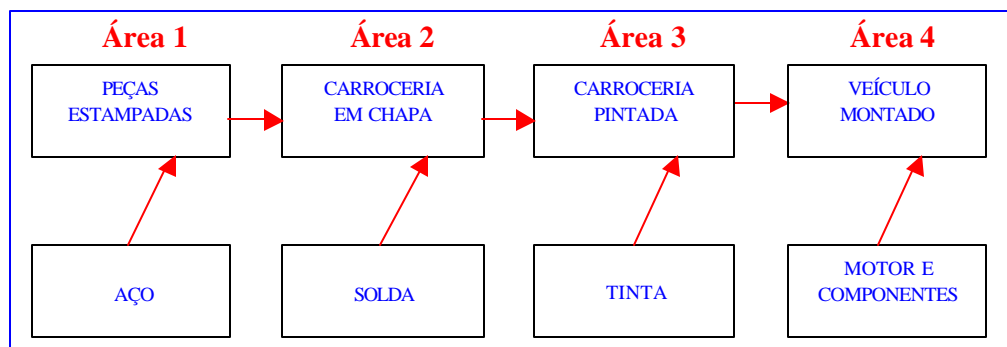 Área 1
Área 2
Área 3
Área 4
PEÇAS
ESTAMPADAS
CARROCERIA
EM CHAPA
CARROCERIA
PINTADA
VEÍCULO
MONTADO
AÇO
SOLDA
TINTA
MOTOR E
COMPONENTES